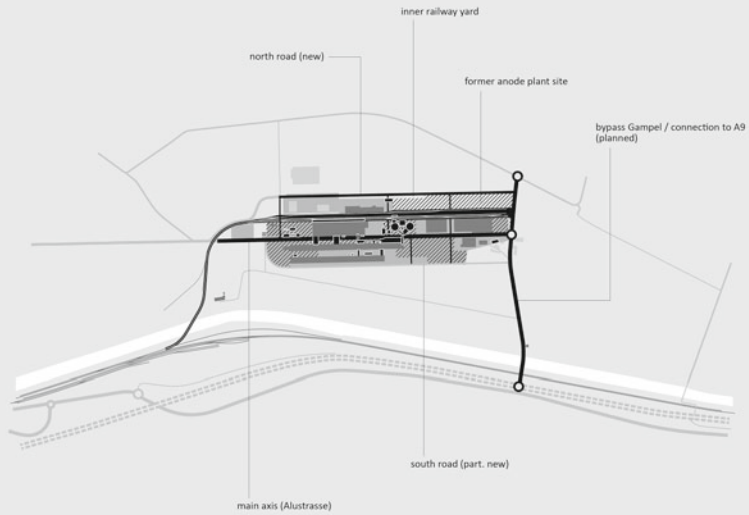 inner railway yard
north road (new)
former anode plant site
bypass Gampel / connection to A9
(planned)
south road (part. new)
main axis (Alustrasse)